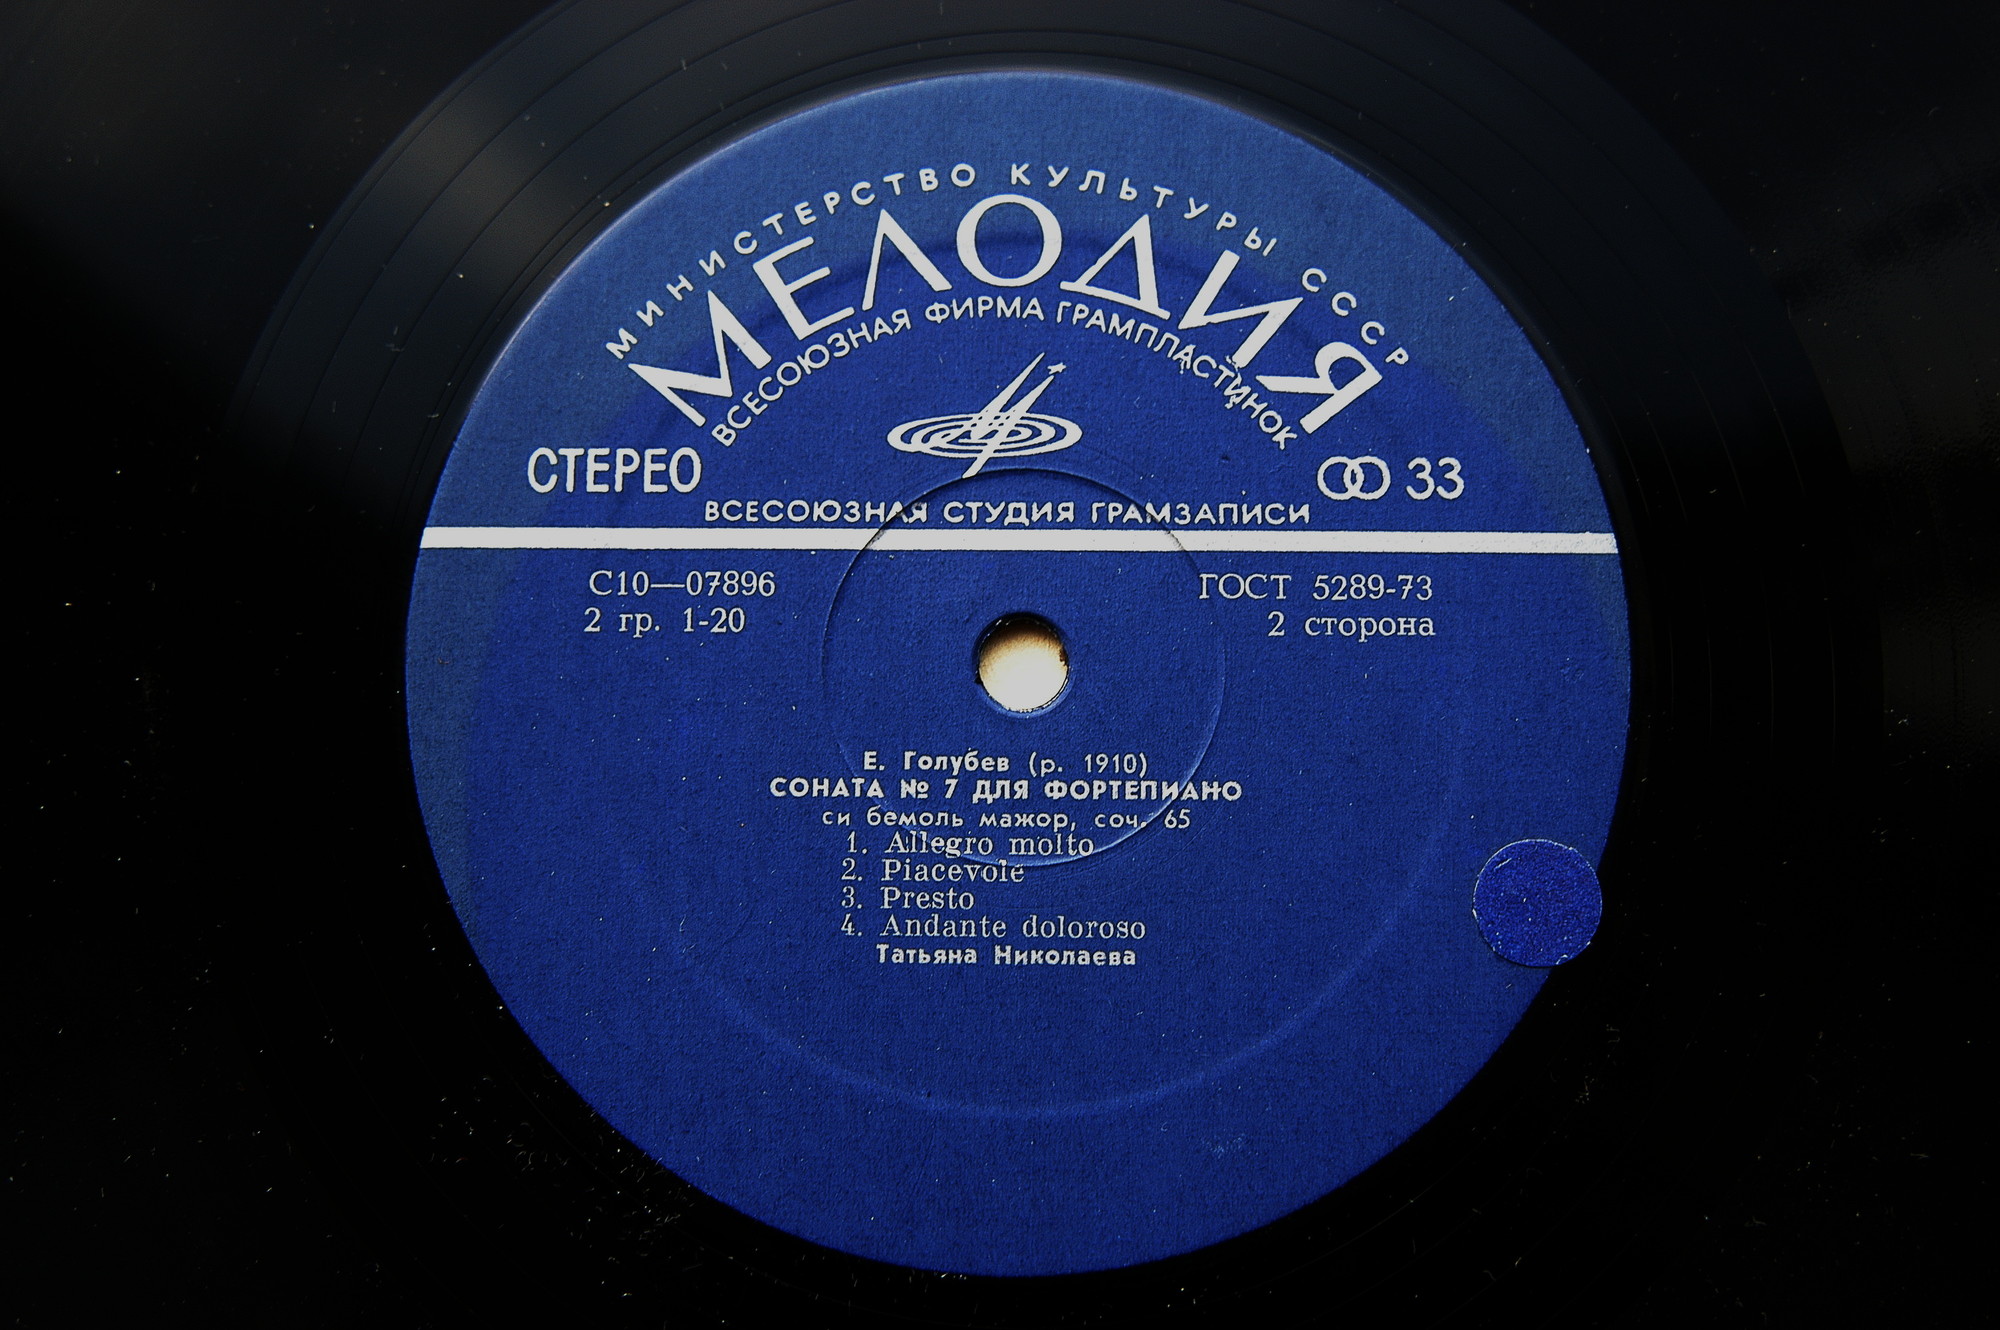 МИНИСТЕРСТВО КУЛЬТУРЫ СССР
МЕЛОДИЯ
ВСЕСОЮЗНАЯ ФИРМА ГРАМПЛАСТИНОК
СТЕРЕО
33
ВСЕСОЮЗНАЯ СТУДИЯ ГРАМЗАПИСИ
С10—07896
ГОСТ 5289-73
2 гр. 1-20
2 сторона
Е. Голубев (р. 1910)
СОНАТА № 7 ДЛЯ ФОРТЕПИАНО
си бемоль мажор, соч. 65
1. Allegro molto
2. Piacevole
3. Presto
4. Andante doloroso
Татьяна Николаева